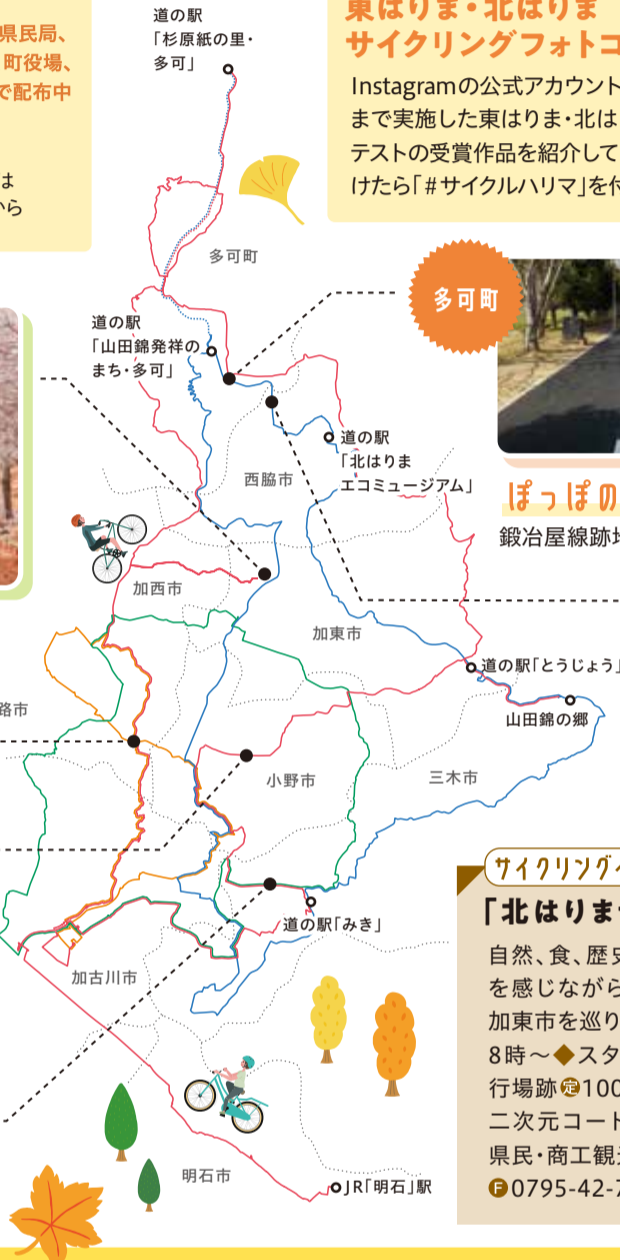 県民局、
町役場、
で配布中
は
から
東はりま・北はりま
サイクリングフォトコ
Instagramの公式アカウント
まで実施した東はりま・北は
テストの受賞作品を紹介して
けたら「#サイクルハリマ」を付
道の駅
「杉原紙の里・
多可」
多可町
多可町
道の駅
「山田錦発祥の
まち・多可」
道の駅
「北はりま
エコミュージアム」
西脇市
ぽっぽの
鍛冶屋線跡地
加西市
加東市
道の駅「とうじょう」
山田錦の郷
路市
小野市
三木市
道の駅「みき」
加古川市
明石市
JR「明石」駅
サイクリングイ
「北はりま
自然、食、歴史
を感じながら
加東市を巡り
8時~◆スタ
行場跡定100
二次元コート
県民・商工観光
F0795-42-7